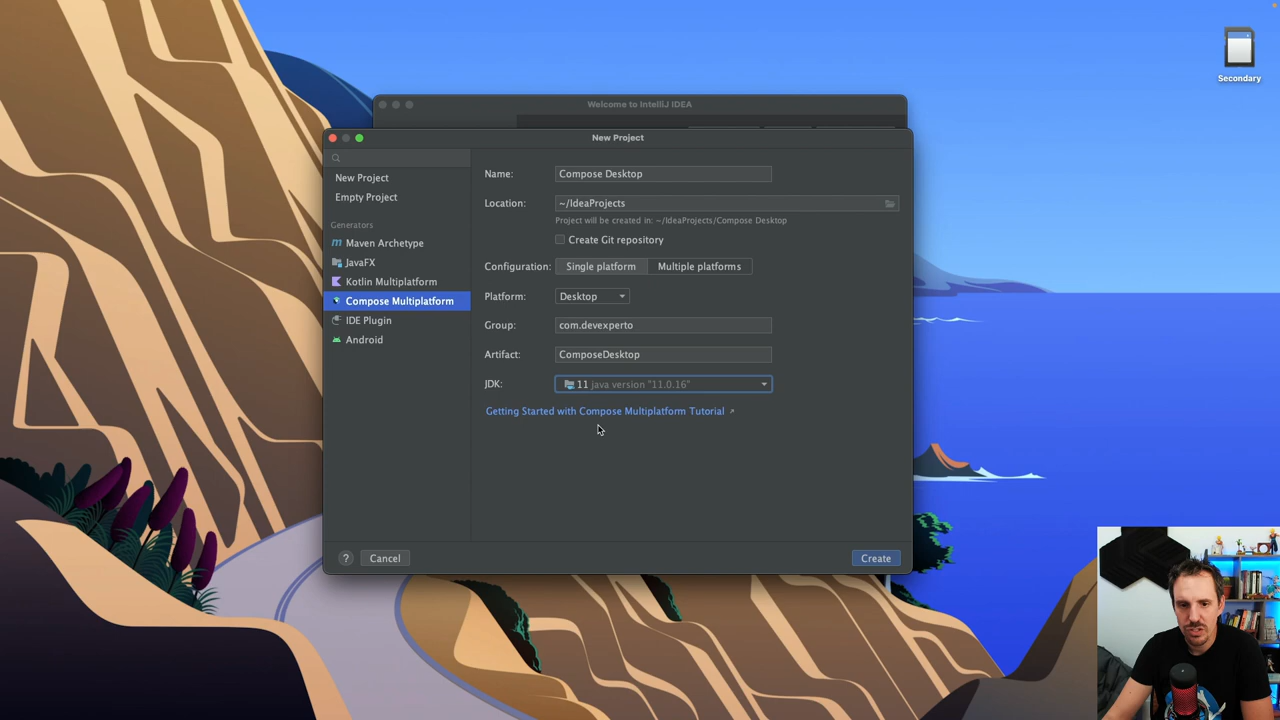 Secondary
Welcome to IntelliJ IDEA
New Project
New Project
Empty Project
Generators
Maven Archetype
JavaFX
Kotlin Multiplatform
Compose Multiplatform
IDE Plugin
Android
Name: Compose Desktop
Location: ~/IdeaProjects
Project will be created in: ~/IdeaProjects/Compose Desktop
Create Git repository
Configuration: Single platform Multiple platforms
Platform: Desktop
Group: com.devexperto
Artifact: ComposeDesktop
JDK: 11 java version "11.0.16"
Getting Started with Compose Multiplatform Tutorial ↗
? Cancel Create